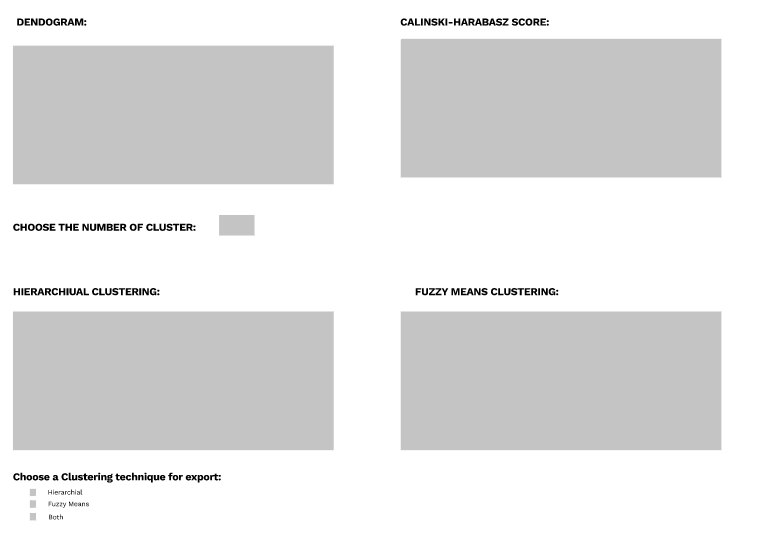 DENDOGRAM:
CALINSKI-HARABASZ SCORE:
CHOOSE THE NUMBER OF CLUSTER:
HIERARCHIUAL CLUSTERING:
FUZZY MEANS CLUSTERING:
Choose a Clustering technique for export:
Hierarchial
Fuzzy Means
Both